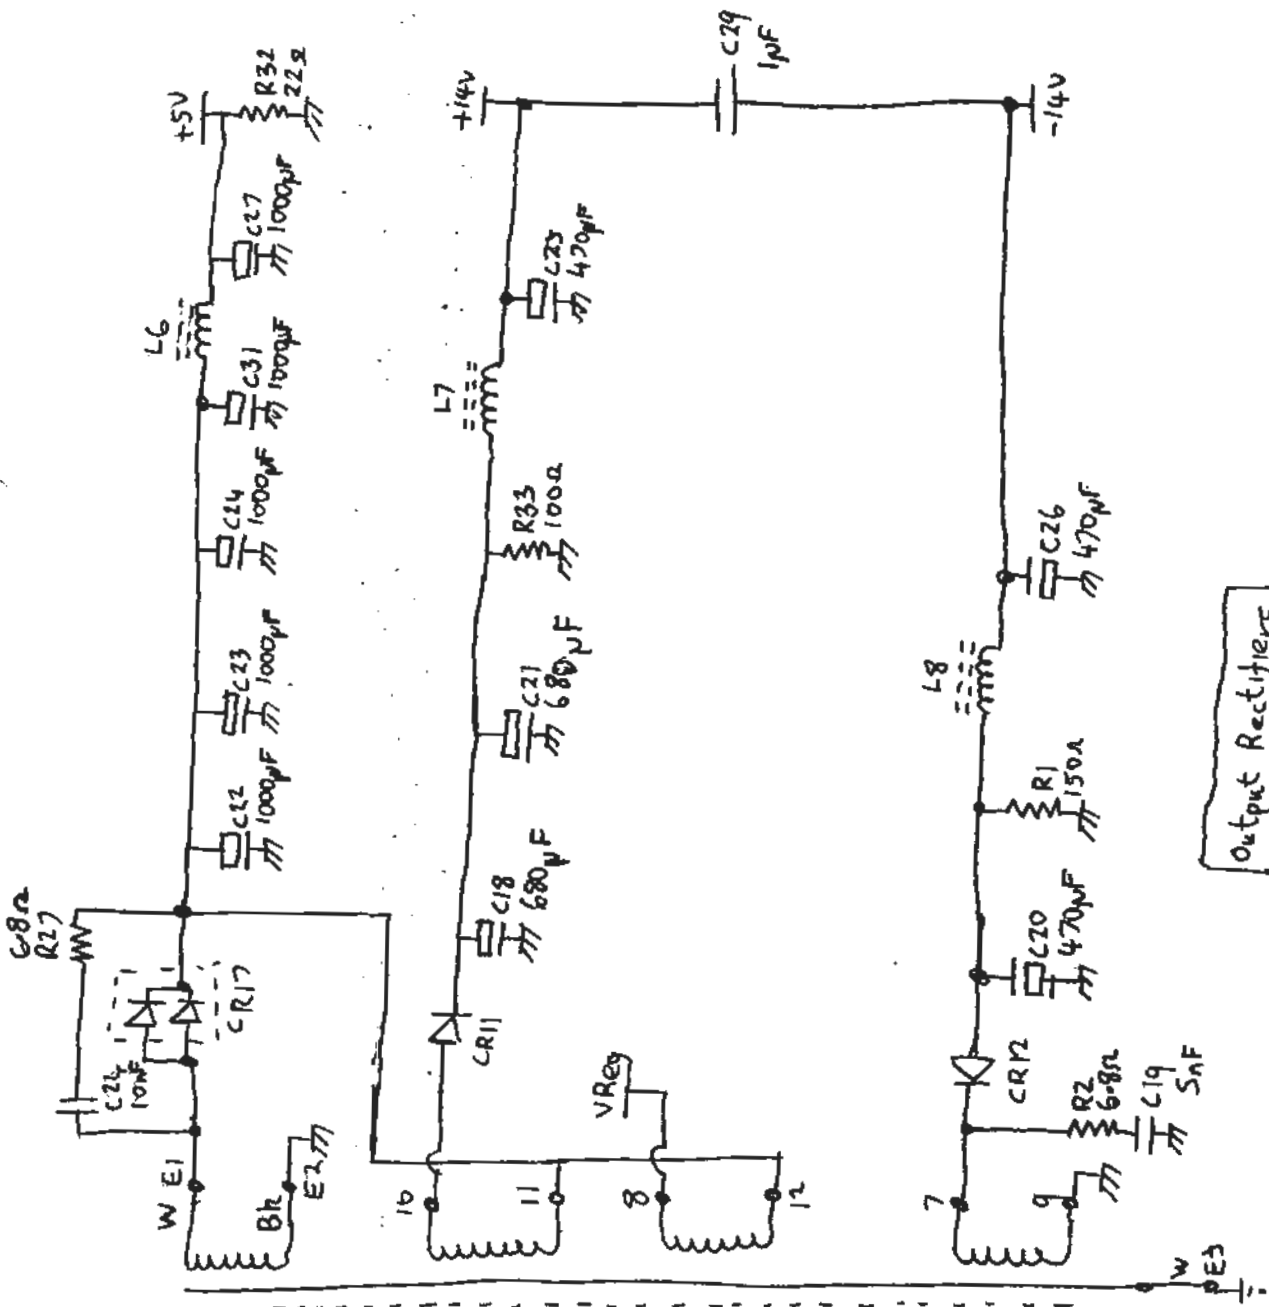 +5V
R32
22Ω
C27
1000µF
L6
C31
1000µF
C24
1000µF
C23
1000µF
C22
1000µF
68Ω
R27
CR17
10nF
W E1
Bk
E2
+14V
C29
1µF
C25
470µF
L7
R33
100Ω
C21
680µF
C18
680µF
CR11
VReg
10
11
8
12
-14V
C26
470µF
L8
R1
150Ω
C20
470µF
CR12
R2
6.8Ω
C19
5nF
7
9
W
E3
Output Rectifiers